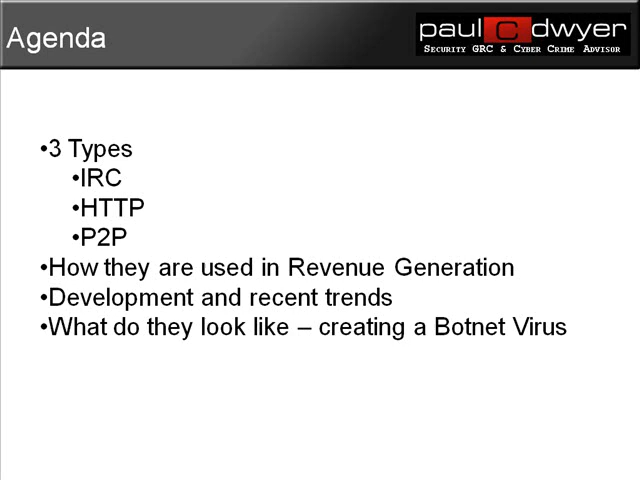 Agenda
paul C dwyer
SECURITY GRC & CYBER CRIME ADVISOR
•3 Types
•IRC
•HTTP
•P2P
•How they are used in Revenue Generation
•Development and recent trends
•What do they look like – creating a Botnet Virus